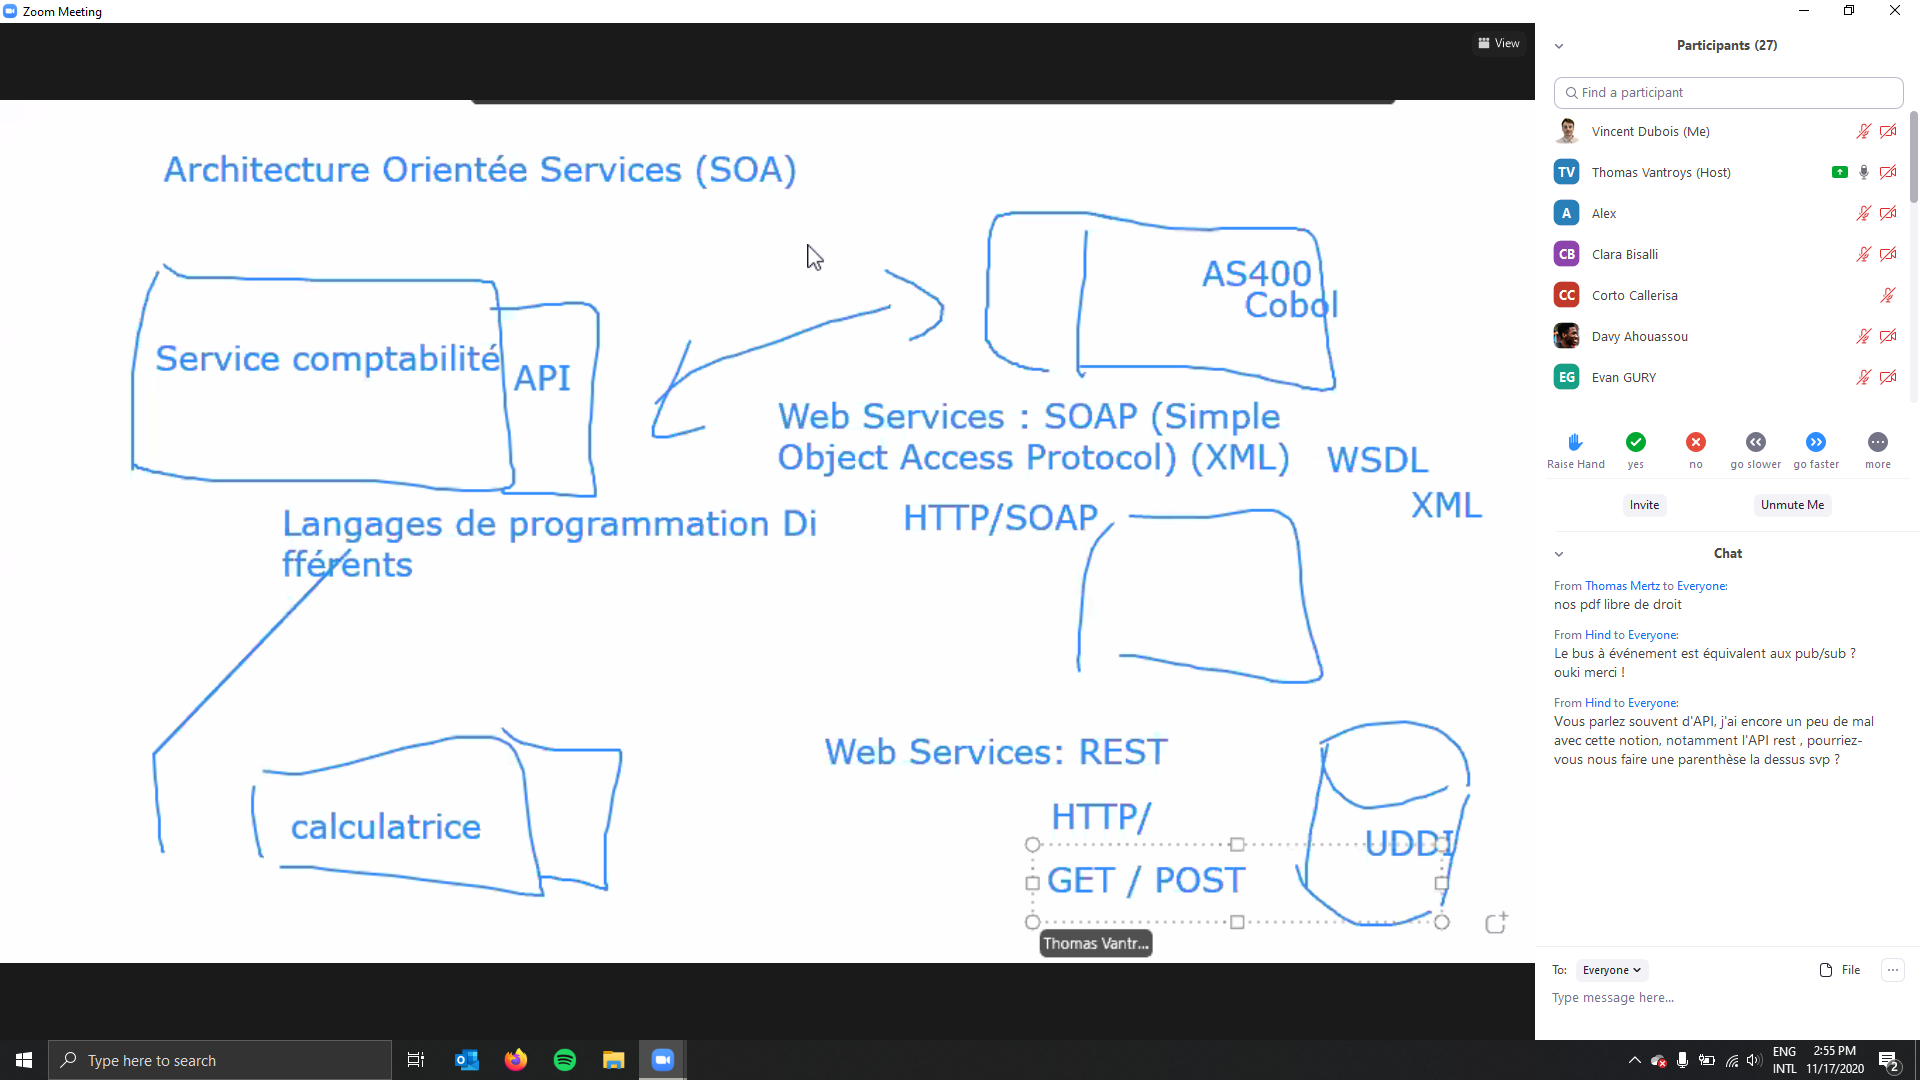 Zoom Meeting
View
Architecture Orientée Services (SOA)
AS400
Cobol
Service comptabilité
API
Web Services : SOAP (Simple
Object Access Protocol) (XML)
WSDL
XML
HTTP/SOAP
Langages de programmation Di
fférents
Web Services: REST
HTTP/
calculatrice
UDDI
GET / POST
Thomas Vantr...
Participants (27)
Find a participant
Vincent Dubois (Me)
TV Thomas Vantroys (Host)
A Alex
CB Clara Bisalli
CC Corto Callerisa
Davy Ahouassou
EG Evan GURY
Raise Hand yes no go slower go faster more
Invite Unmute Me
Chat
From Thomas Mertz to Everyone:
nos pdf libre de droit
From Hind to Everyone:
Le bus à événement est équivalent aux pub/sub ?
ouki merci !
From Hind to Everyone:
Vous parlez souvent d'API, j'ai encore un peu de mal
avec cette notion, notamment l'API rest , pourriez-
vous nous faire une parenthèse la dessus svp ?
To: Everyone File
Type message here...
Type here to search
ENG
INTL
2:55 PM
11/17/2020
2